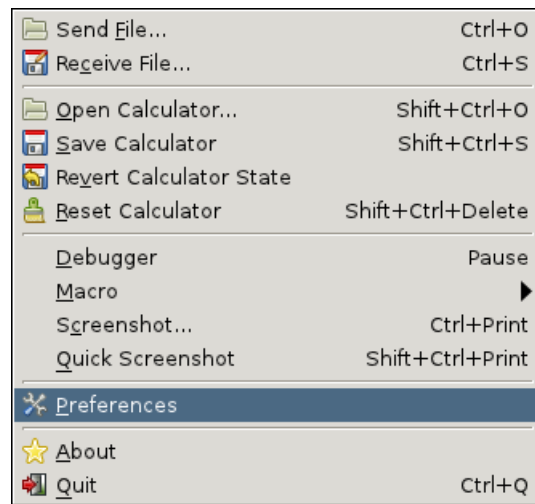 Send File... Ctrl+O
Receive File... Ctrl+S
Open Calculator... Shift+Ctrl+O
Save Calculator Shift+Ctrl+S
Revert Calculator State
Reset Calculator Shift+Ctrl+Delete
Debugger Pause
Macro
Screenshot... Ctrl+Print
Quick Screenshot Shift+Ctrl+Print
Preferences
About
Quit Ctrl+Q